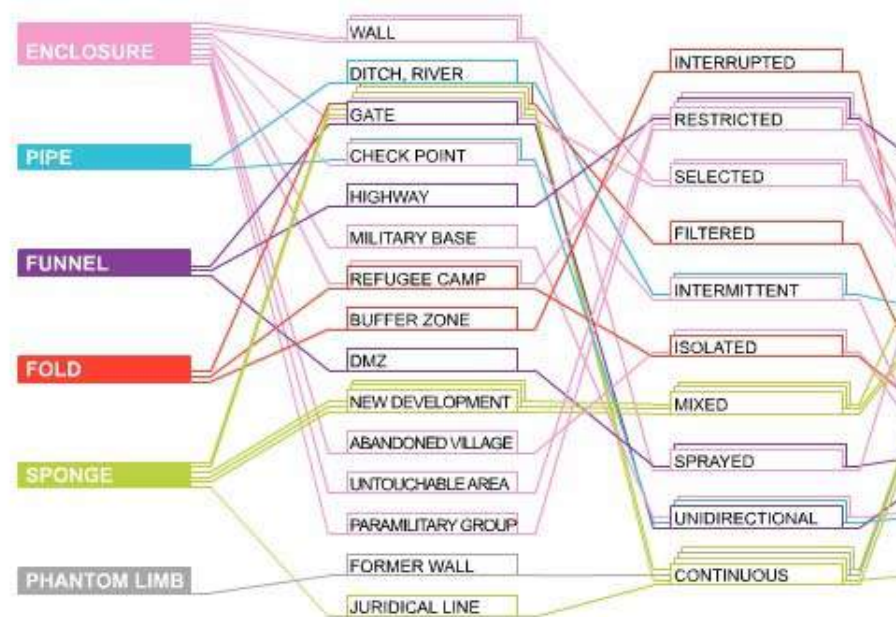 ENCLOSURE
PIPE
FUNNEL
FOLD
SPONGE
PHANTOM LIMB
WALL
DITCH, RIVER
GATE
CHECK POINT
HIGHWAY
MILITARY BASE
REFUGEE CAMP
BUFFER ZONE
DMZ
NEW DEVELOPMENT
ABANDONED VILLAGE
UNTOUCHABLE AREA
PARAMILITARY GROUP
FORMER WALL
JURIDICAL LINE
INTERRUPTED
RESTRICTED
SELECTED
FILTERED
INTERMITTENT
ISOLATED
MIXED
SPRAYED
UNIDIRECTIONAL
CONTINUOUS